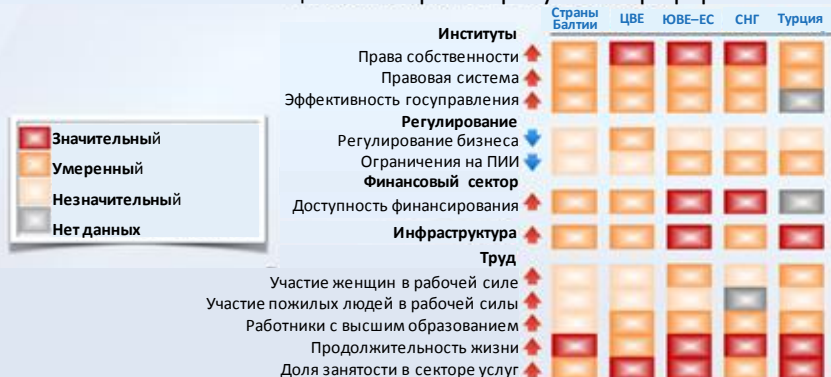 Страны Балтии ЦВЕ ЮВЕ–ЕС СНГ Турция
Институты
Права собственности
Правовая система
Эффективность госуправления
Регулирование
Регулирование бизнеса
Ограничения на ПИИ
Финансовый сектор
Доступность финансирования
Инфраструктура
Труд
Участие женщин в рабочей силе
Участие пожилых людей в рабочей силы
Работники с высшим образованием
Продолжительность жизни
Доля занятости в секторе услуг
Значительный
Умеренный
Незначительный
Нет данных